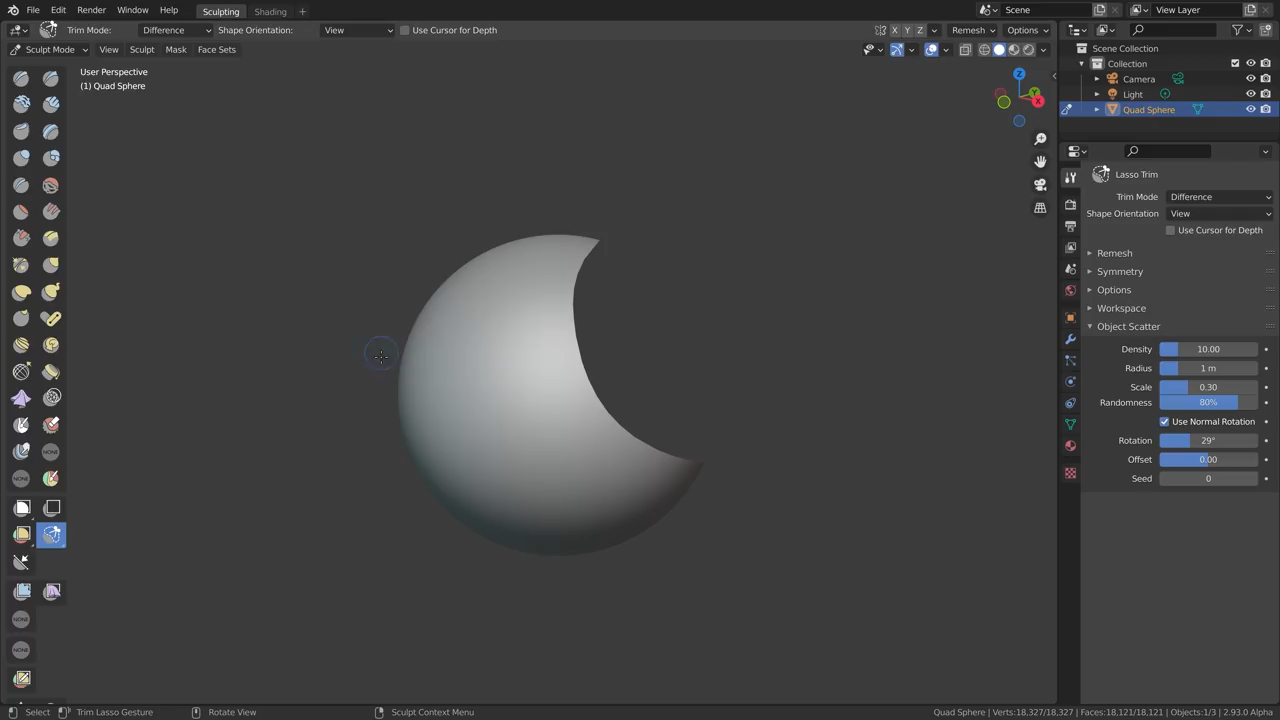 File Edit Render Window Help Sculpting Shading + Scene View Layer
Trim Mode: Difference Shape Orientation: View Use Cursor for Depth X Y Z Remesh Options
Sculpt Mode View Sculpt Mask Face Sets
User Perspective
(1) Quad Sphere
Z
Y
X
NONE
NONE
NONE
NONE
Scene Collection
Collection
Camera
Light
Quad Sphere
Lasso Trim
Trim Mode Difference
Shape Orientation View
Use Cursor for Depth
Remesh
Symmetry
Options
Workspace
Object Scatter
Density 10.00
Radius 1 m
Scale 0.30
Randomness 80%
Use Normal Rotation
Rotation 29°
Offset 0.00
Seed 0
Select Trim Lasso Gesture Rotate View Sculpt Context Menu Quad Sphere | Verts:18,327/18,327 | Faces:18,121/18,121 | Objects:1/3 | 2.93.0 Alpha